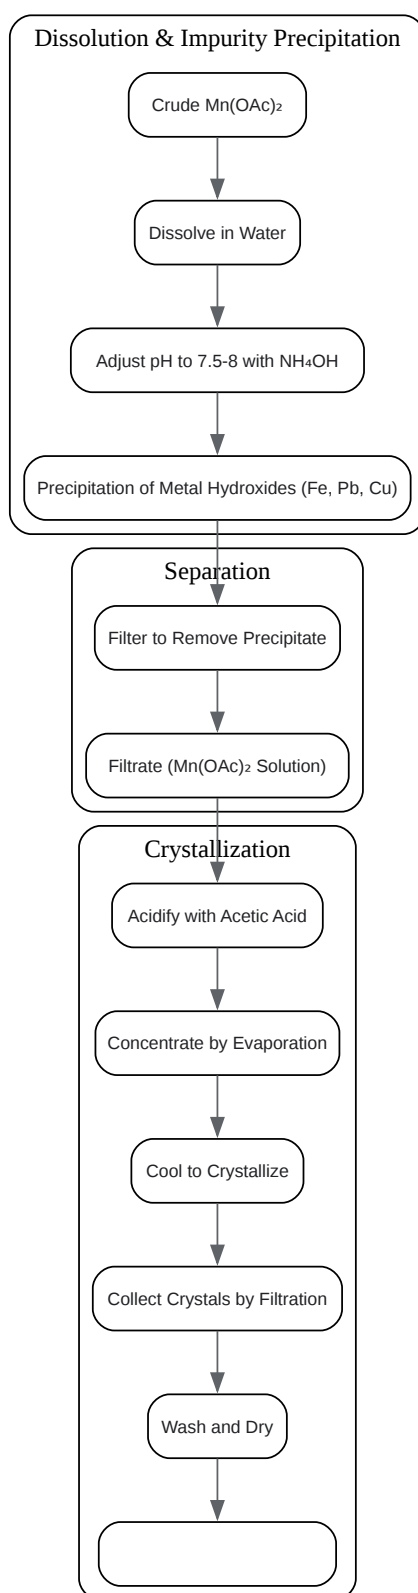 Dissolution & Impurity Precipitation
Crude Mn(OAc)₂
Dissolve in Water
Adjust pH to 7.5-8 with NH₄OH
Precipitation of Metal Hydroxides (Fe, Pb, Cu)
Separation
Filter to Remove Precipitate
Filtrate (Mn(OAc)₂ Solution)
Crystallization
Acidify with Acetic Acid
Concentrate by Evaporation
Cool to Crystallize
Collect Crystals by Filtration
Wash and Dry